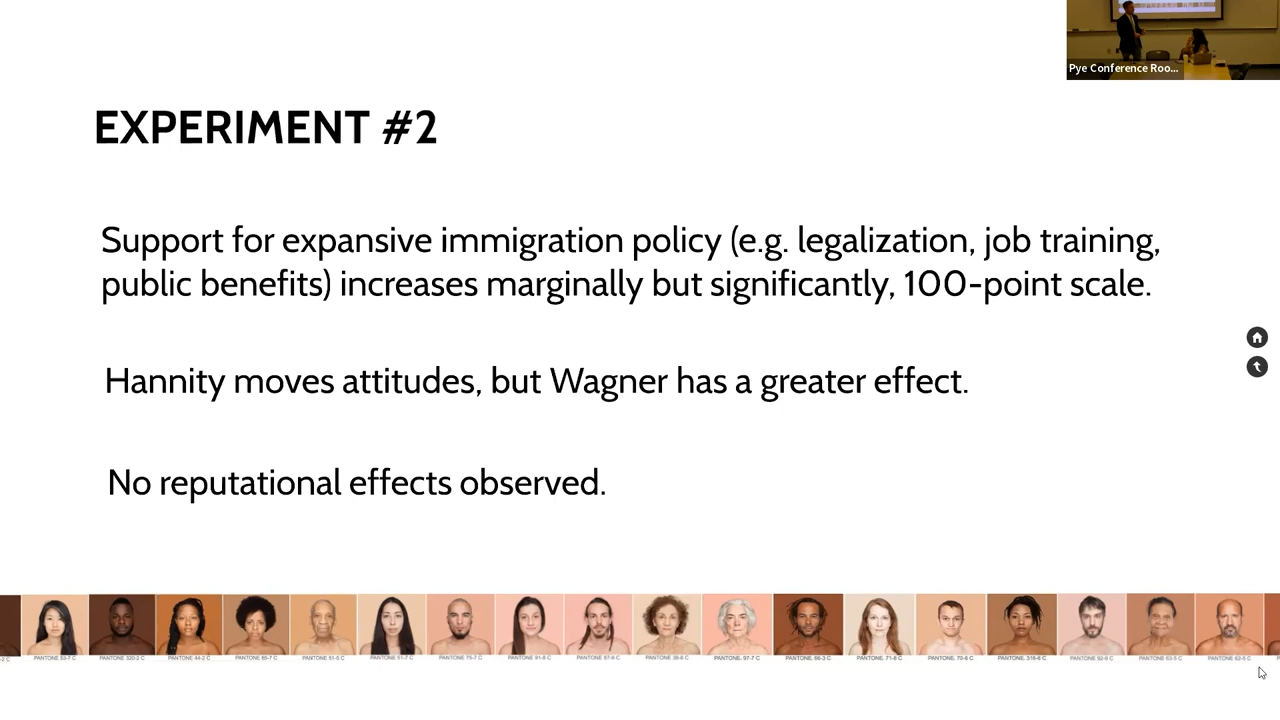 Pye Conference Roo...
EXPERIMENT #2
Support for expansive immigration policy (e.g. legalization, job training,
public benefits) increases marginally but significantly, 100-point scale.
Hannity moves attitudes, but Wagner has a greater effect.
No reputational effects observed.